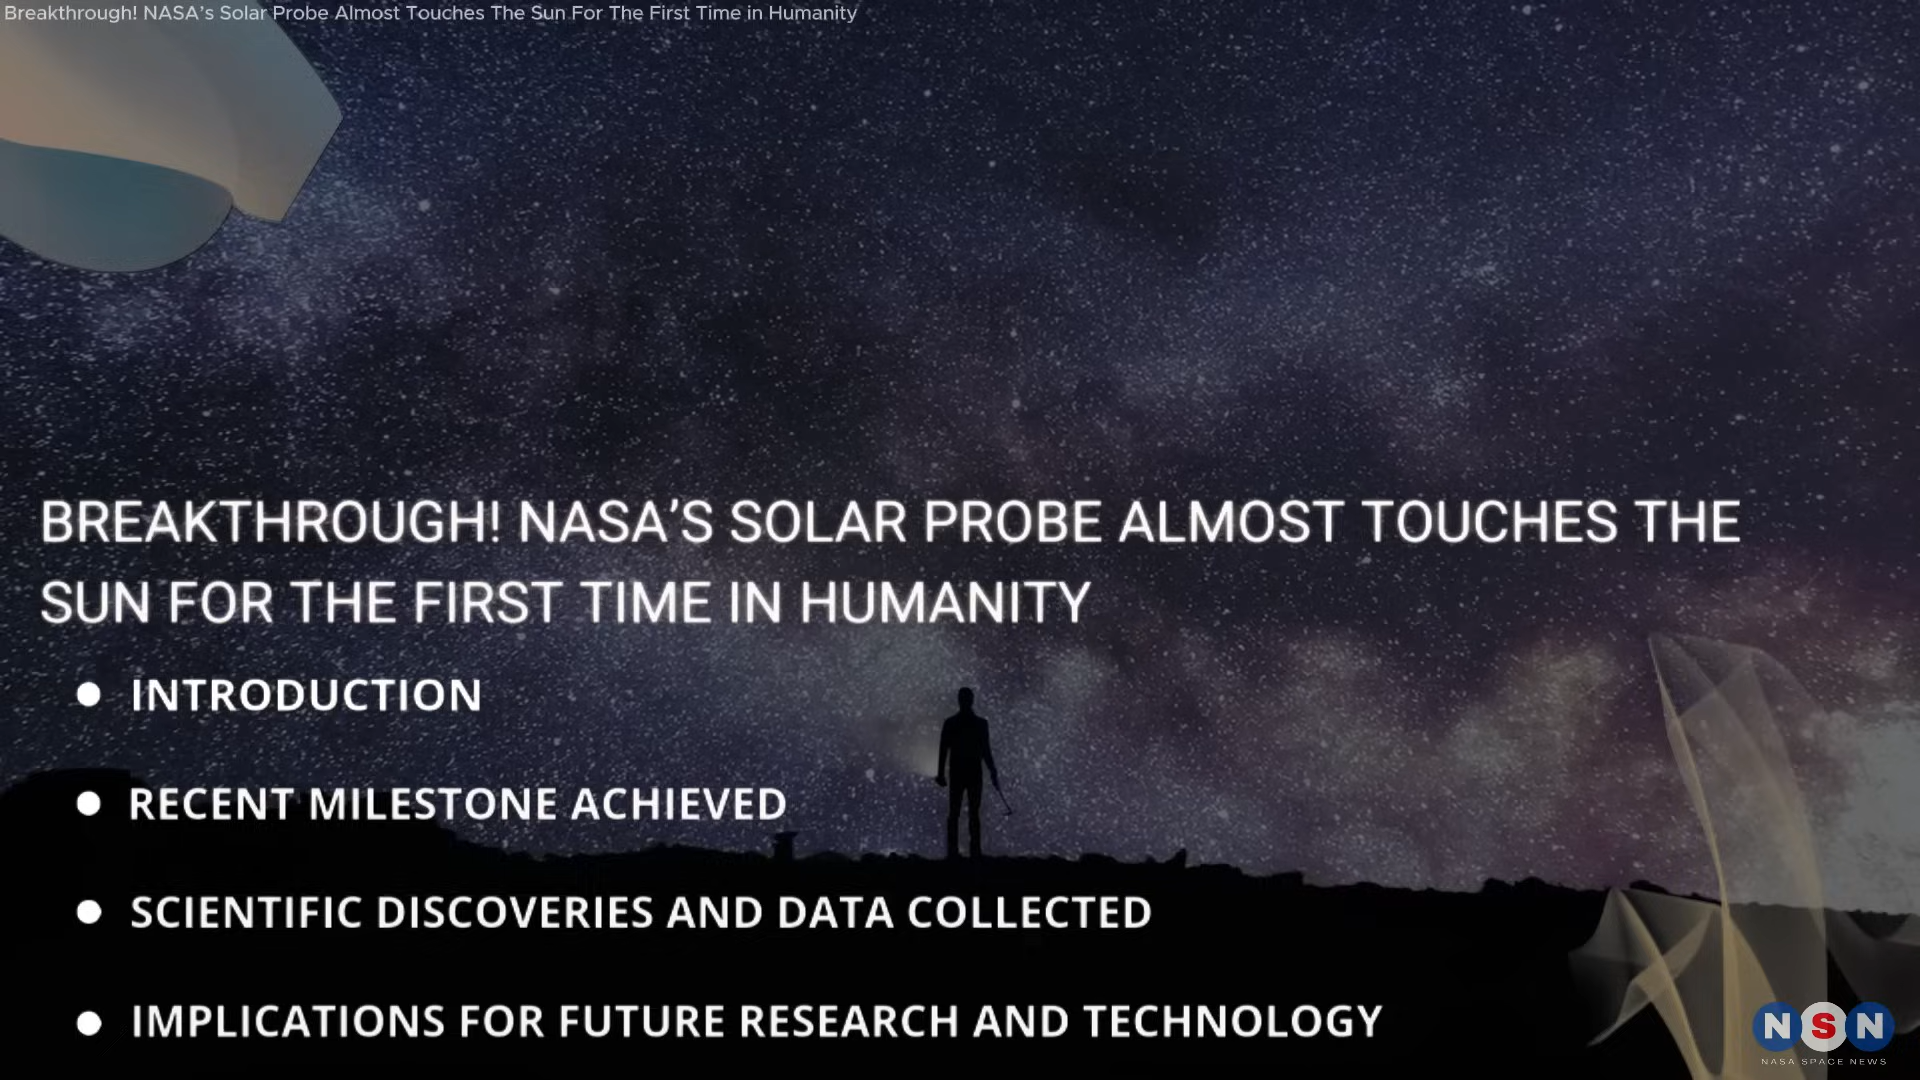 Breakthrough! NASA’s Solar Probe Almost Touches The Sun For The First Time in Humanity
BREAKTHROUGH! NASA’S SOLAR PROBE ALMOST TOUCHES THE
SUN FOR THE FIRST TIME IN HUMANITY
● INTRODUCTION
● RECENT MILESTONE ACHIEVED
● SCIENTIFIC DISCOVERIES AND DATA COLLECTED
● IMPLICATIONS FOR FUTURE RESEARCH AND TECHNOLOGY
NSN
NASA SPACE NEWS